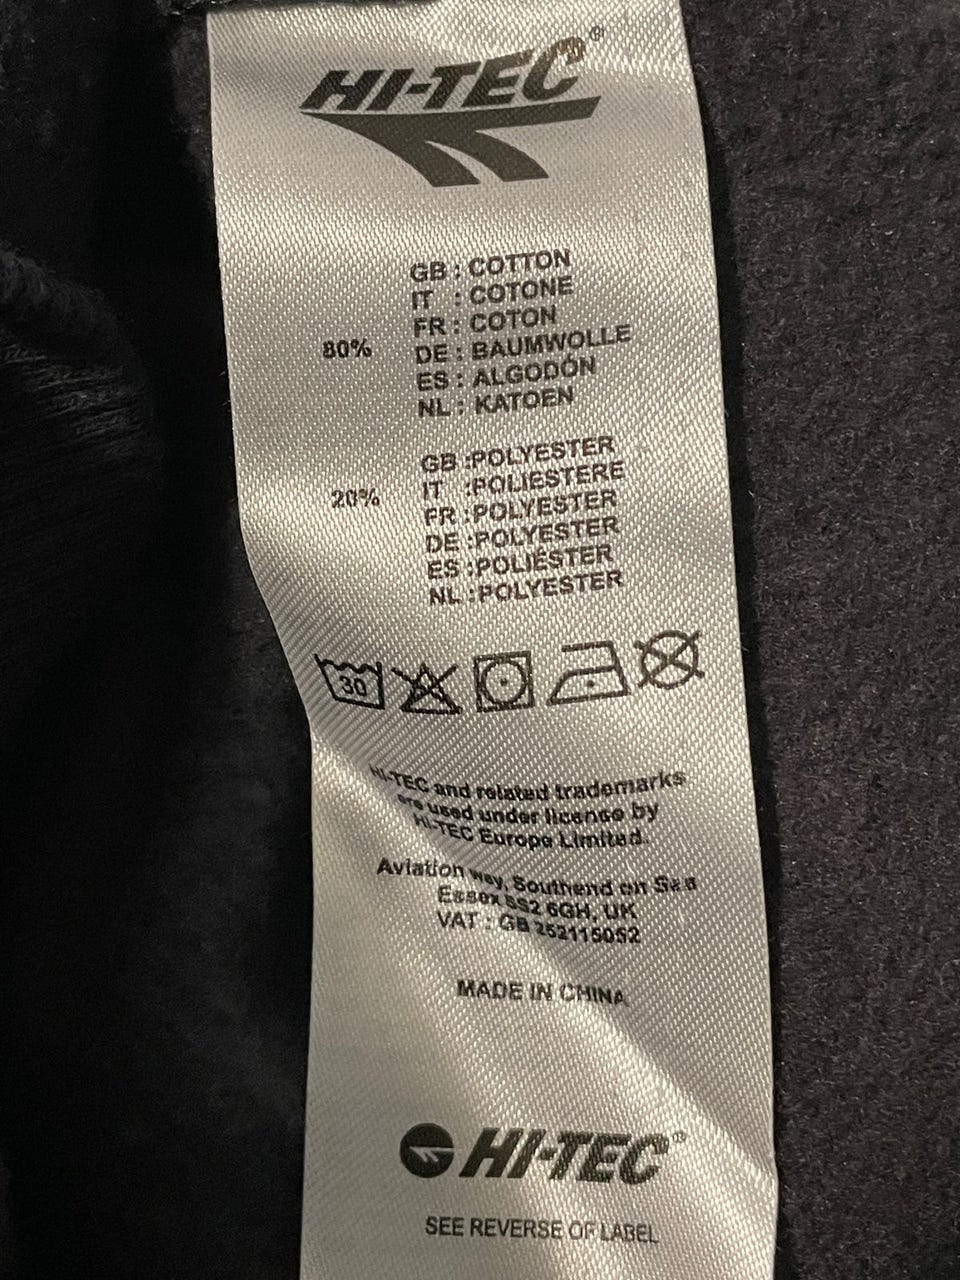 HI-TEC®
80%
GB : COTTON
IT : COTONE
FR : COTON
DE : BAUMWOLLE
ES : ALGODÓN
NL : KATOEN
20%
GB :POLYESTER
IT :POLIESTERE
FR :POLYESTER
DE :POLYESTER
ES :POLIÉSTER
NL :POLYESTER
30
HI-TEC and related trademarks
are used under license by
HI-TEC Europe Limited.
Aviation way, Southend on Sea
Essex SS2 6GH, UK
VAT : GB 252115052
MADE IN CHINA
HI-TEC®
SEE REVERSE OF LABEL